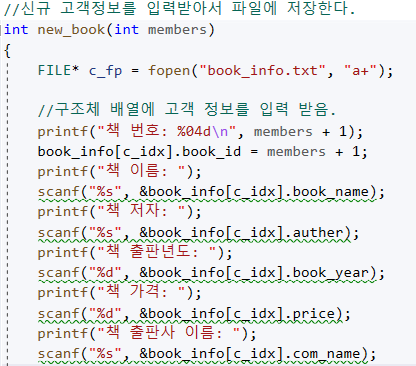 //신규 고객정보를 입력받아서 파일에 저장한다.
int new_book(int members)
{
FILE* c_fp = fopen("book_info.txt", "a+");
//구조체 배열에 고객 정보를 입력 받음.
printf("책 번호: %04d\n", members + 1);
book_info[c_idx].book_id = members + 1;
printf("책 이름: ");
scanf("%s", &book_info[c_idx].book_name);
printf("책 저자: ");
scanf("%s", &book_info[c_idx].auther);
printf("책 출판년도: ");
scanf("%d", &book_info[c_idx].book_year);
printf("책 가격: ");
scanf("%d", &book_info[c_idx].price);
printf("책 출판사 이름: ");
scanf("%s", &book_info[c_idx].com_name);